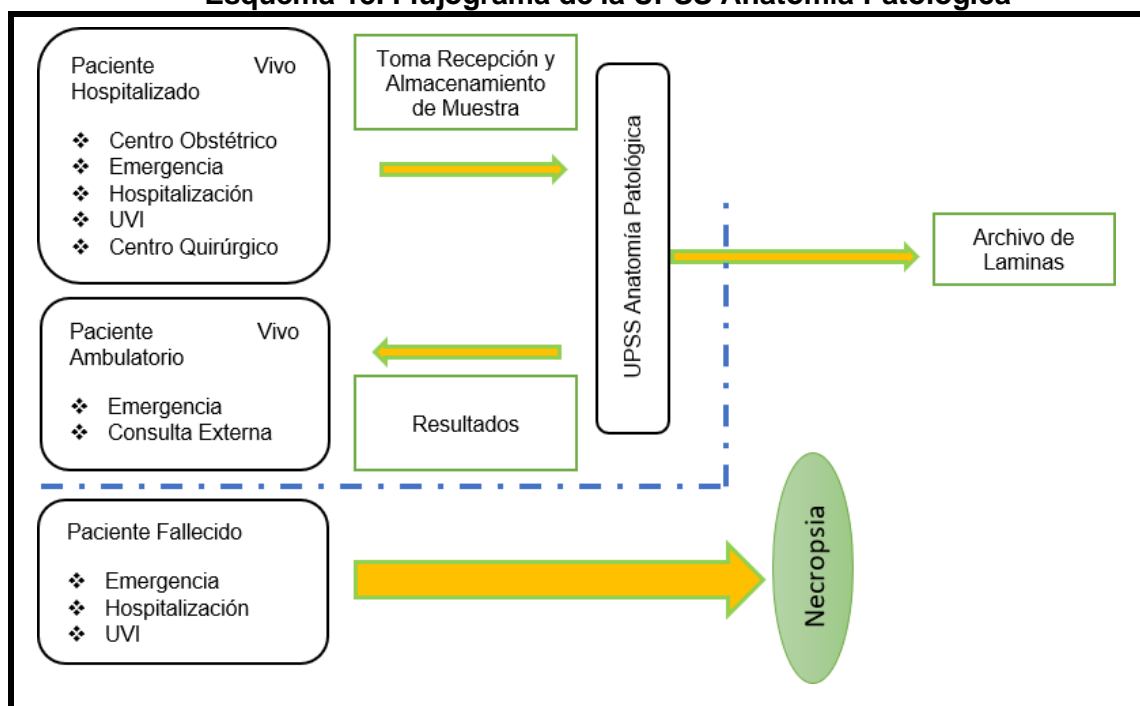 Esquema 10. Flujograma de la UPSS Anatomía Patológica
Paciente Vivo
Hospitalizado
❖ Centro Obstétrico
❖ Emergencia
❖ Hospitalización
❖ UVI
❖ Centro Quirúrgico
Toma Recepción y
Almacenamiento
de Muestra
UPSS Anatomía Patológica
Archivo de
Laminas
Paciente Vivo
Ambulatorio
❖ Emergencia
❖ Consulta Externa
Resultados
Paciente Fallecido
❖ Emergencia
❖ Hospitalización
❖ UVI
Necropsia